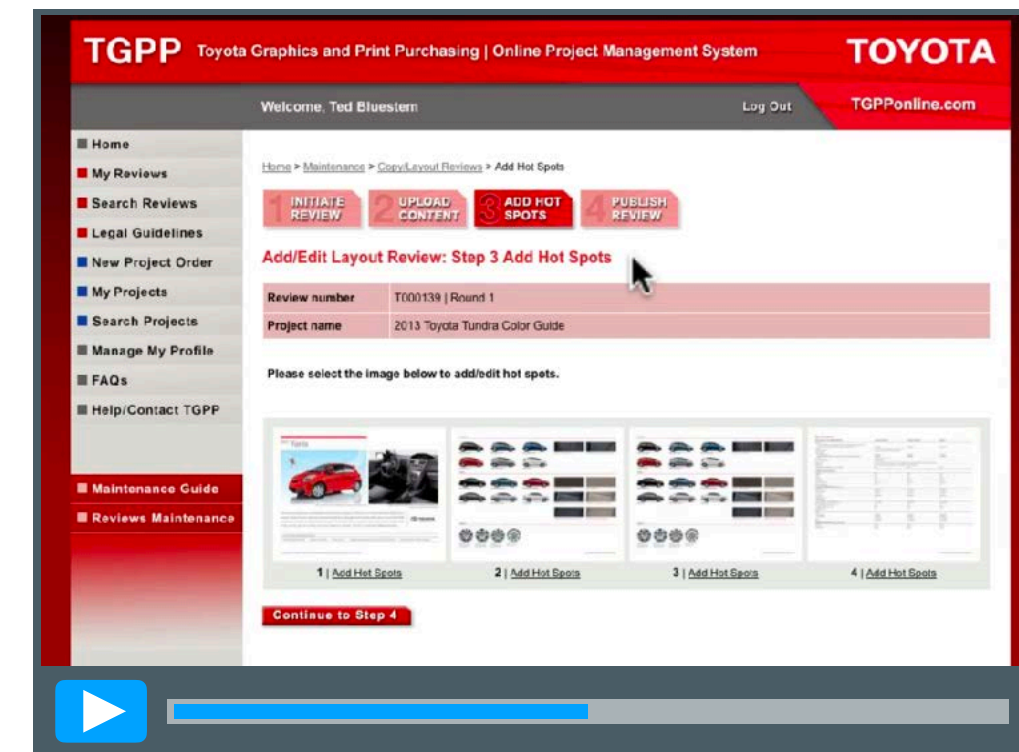 TGPP Toyota Graphics and Print Purchasing | Online Project Management System TOYOTA
Welcome, Ted Bluestem Log Out TGPPonline.com
Home
My Reviews
Search Reviews
Legal Guidelines
New Project Order
My Projects
Search Projects
Manage My Profile
FAQs
Help/Contact TGPP
Maintenance Guide
Reviews Maintenance
Home > Maintenance > Copy/Layout Reviews > Add Hot Spots
1 INITIATE REVIEW
2 UPLOAD CONTENT
3 ADD HOT SPOTS
4 PUBLISH REVIEW
Add/Edit Layout Review: Step 3 Add Hot Spots
Review number T000139 | Round 1
Project name 2013 Toyota Tundra Color Guide
Please select the image below to add/edit hot spots.
1 | Add Hot Spots 2 | Add Hot Spots 3 | Add Hot Spots 4 | Add Hot Spots
Continue to Step 4